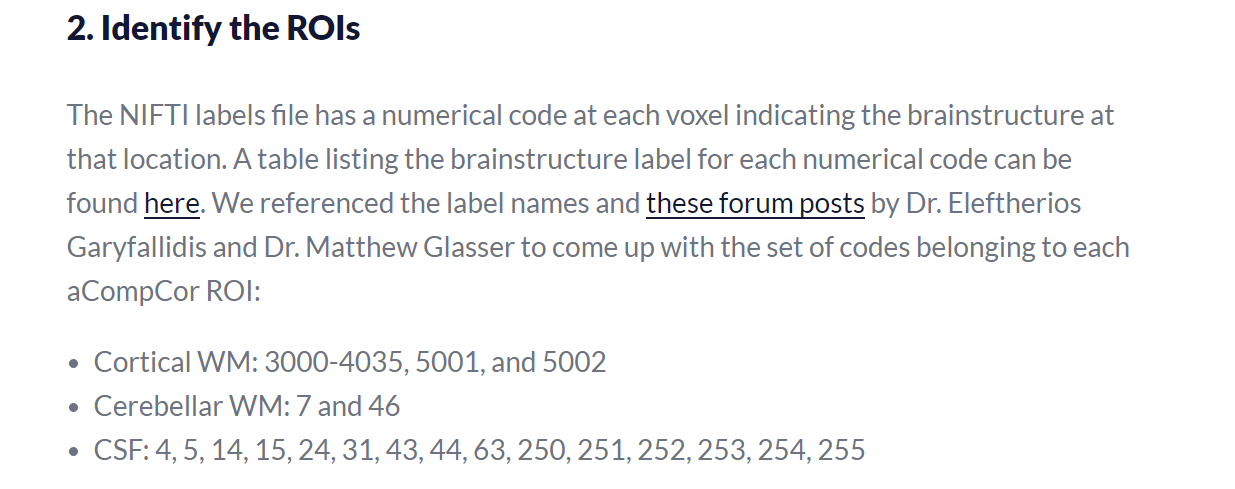 2. Identify the ROIs
The NIFTI labels file has a numerical code at each voxel indicating the brainstructure at
that location. A table listing the brainstructure label for each numerical code can be
found here. We referenced the label names and these forum posts by Dr. Eleftherios
Garyfallidis and Dr. Matthew Glasser to come up with the set of codes belonging to each
aCompCor ROI:
• Cortical WM: 3000-4035, 5001, and 5002
• Cerebellar WM: 7 and 46
• CSF: 4, 5, 14, 15, 24, 31, 43, 44, 63, 250, 251, 252, 253, 254, 255